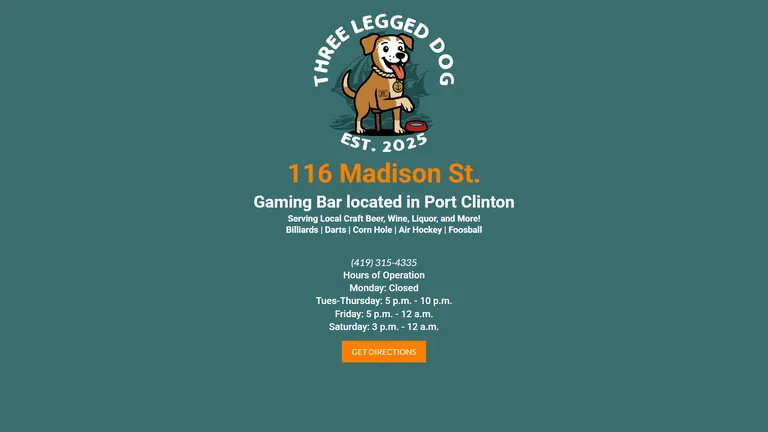 THREE LEGGED DOG
EST. 2025
116 Madison St.
Gaming Bar located in Port Clinton
Serving Local Craft Beer, Wine, Liquor, and More!
Billiards | Darts | Corn Hole | Air Hockey | Foosball
(419) 315-4335
Hours of Operation
Monday: Closed
Tues-Thursday: 5 p.m. - 10 p.m.
Friday: 5 p.m. - 12 a.m.
Saturday: 3 p.m. - 12 a.m.
GET DIRECTIONS